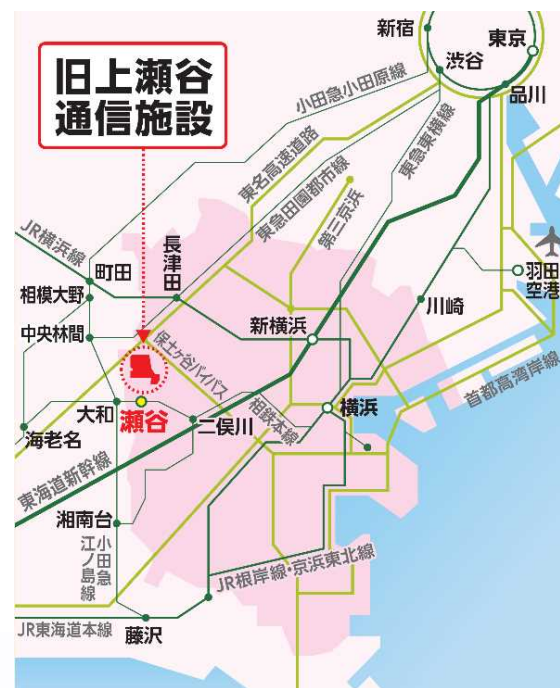 旧上瀬谷
通信施設
新宿
東京
渋谷
品川
小田急小田原線
東急東横線
東名高速道路
東急田園都市線
第三京浜
JR横浜線
町田
長津田
相模大野
羽田
空港
中央林間
新横浜
川崎
保土ヶ谷バイパス
首都高湾岸線
大和
瀬谷
二俣川
相鉄本線
横浜
海老名
東海道新幹線
湘南台
小田急
江ノ島線
JR根岸線・京浜東北線
JR東海道本線
藤沢